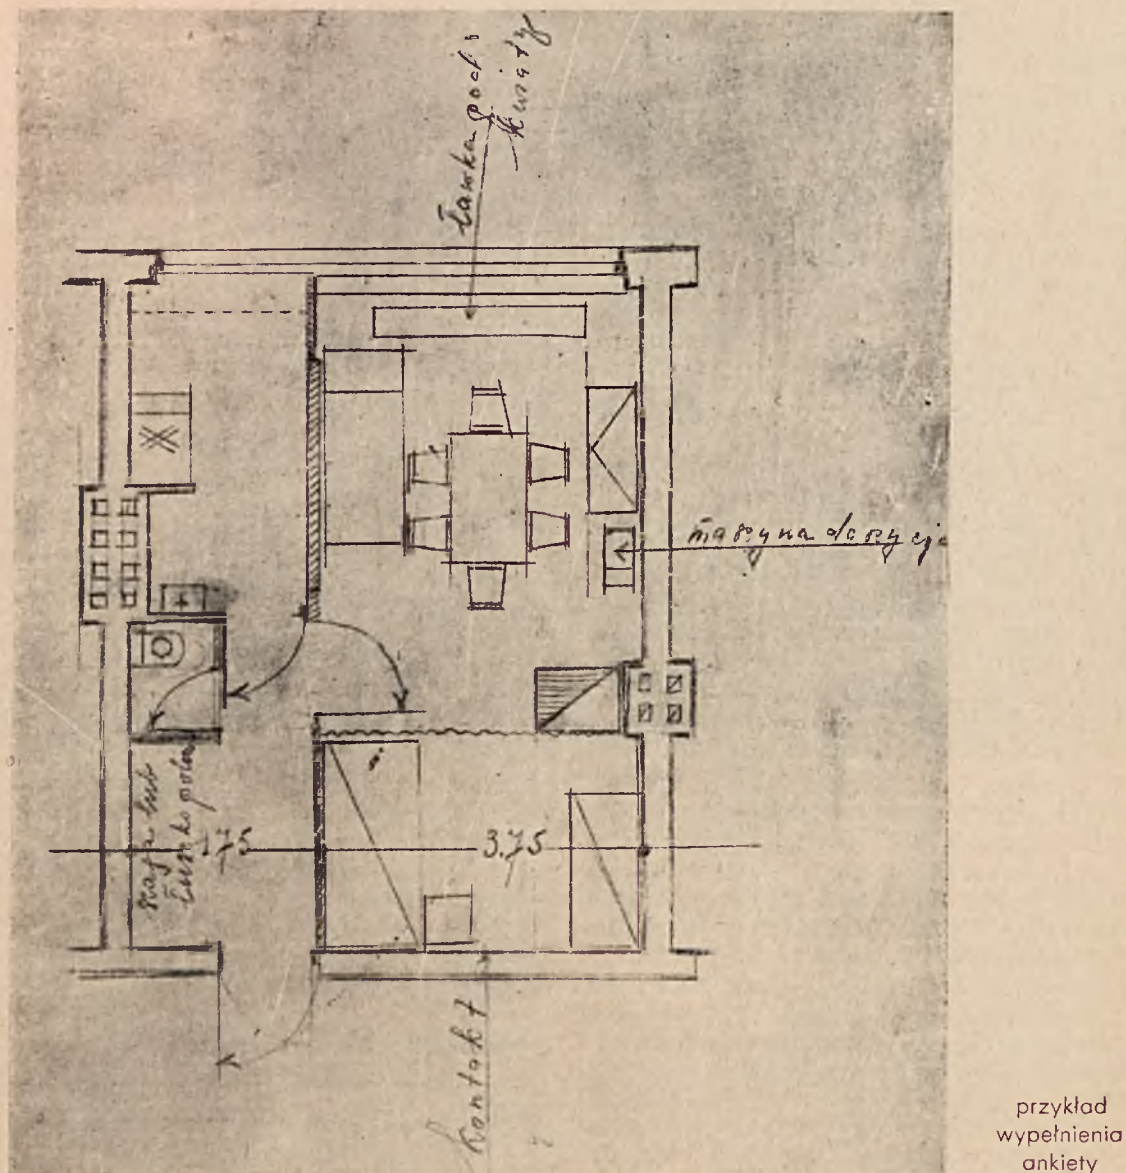 Ławka pod
kwiaty
maszyna do szycia
szafa lub
1.75
3.75
Kontakt
przykład
wypełnienia
ankiety